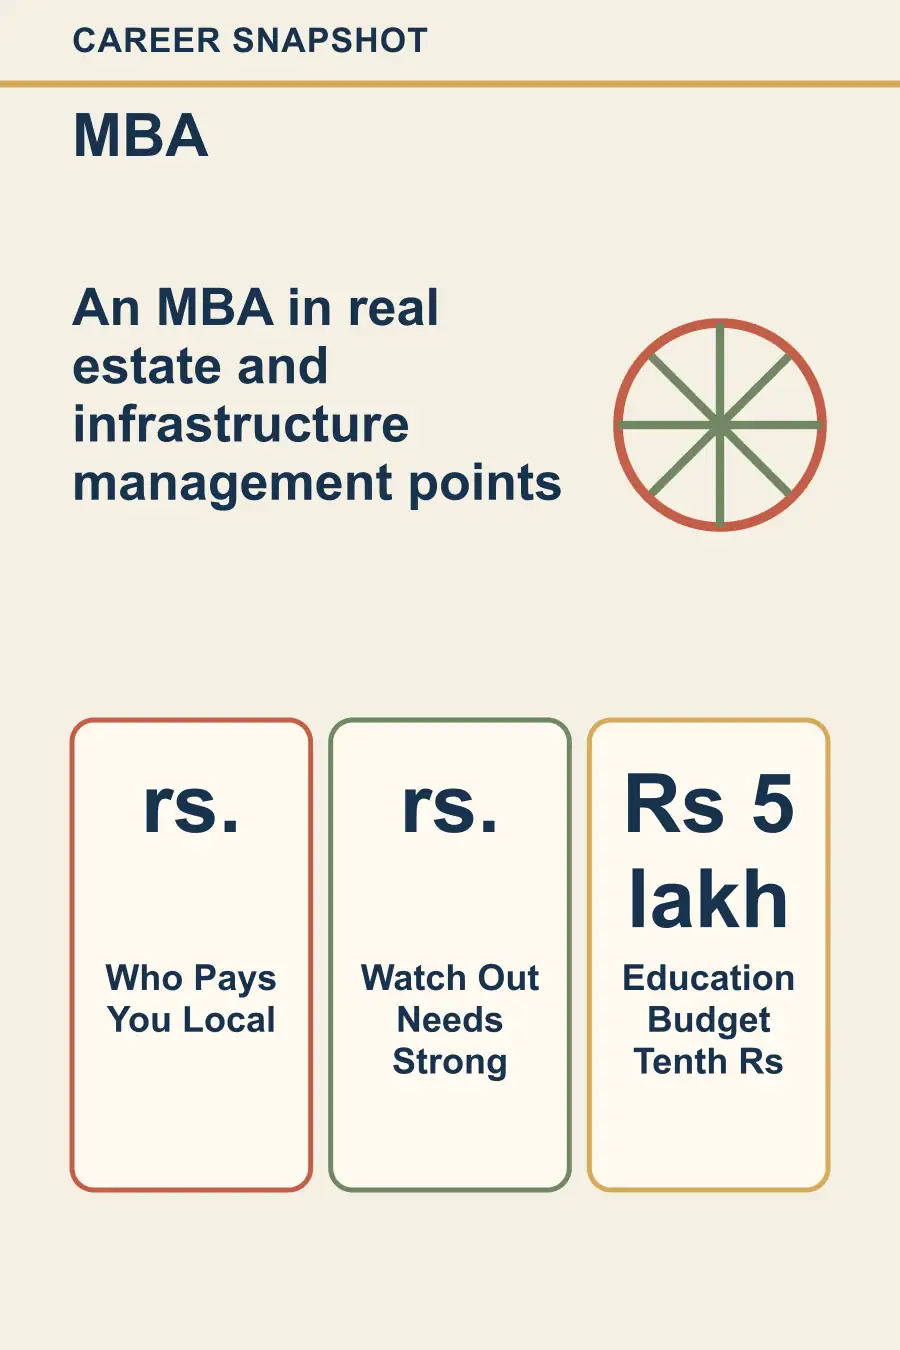 CAREER SNAPSHOT
MBA
An MBA in real
estate and
infrastructure
management points
rs.
Who Pays
You Local
rs.
Watch Out
Needs
Strong
Rs 5
lakh
Education
Budget
Tenth Rs